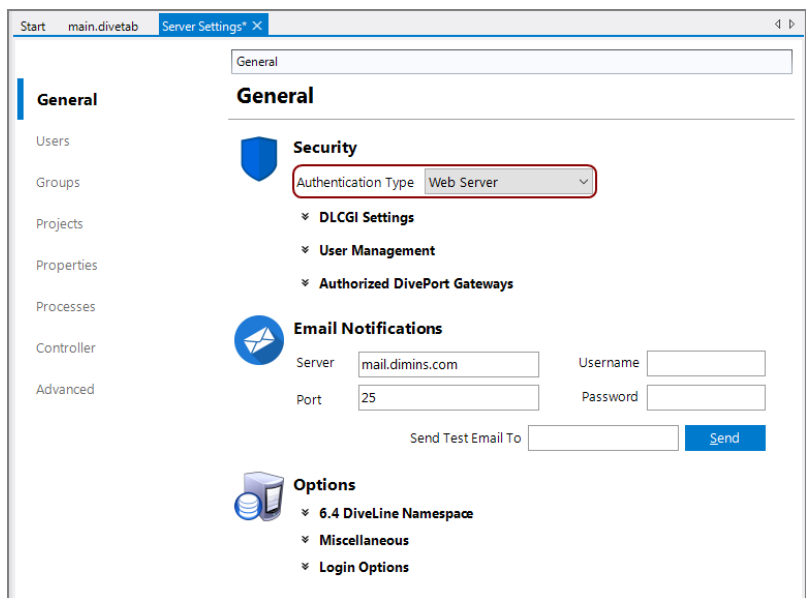 Start main.divetab Server Settings*
General
General
General
Users
Groups
Projects
Properties
Processes
Controller
Advanced
Security
Authentication Type Web Server
DLCGI Settings
User Management
Authorized DivePort Gateways
Email Notifications
Server mail.dimins.com Username
Port 25 Password
Send Test Email To Send
Options
6.4 DiveLine Namespace
Miscellaneous
Login Options